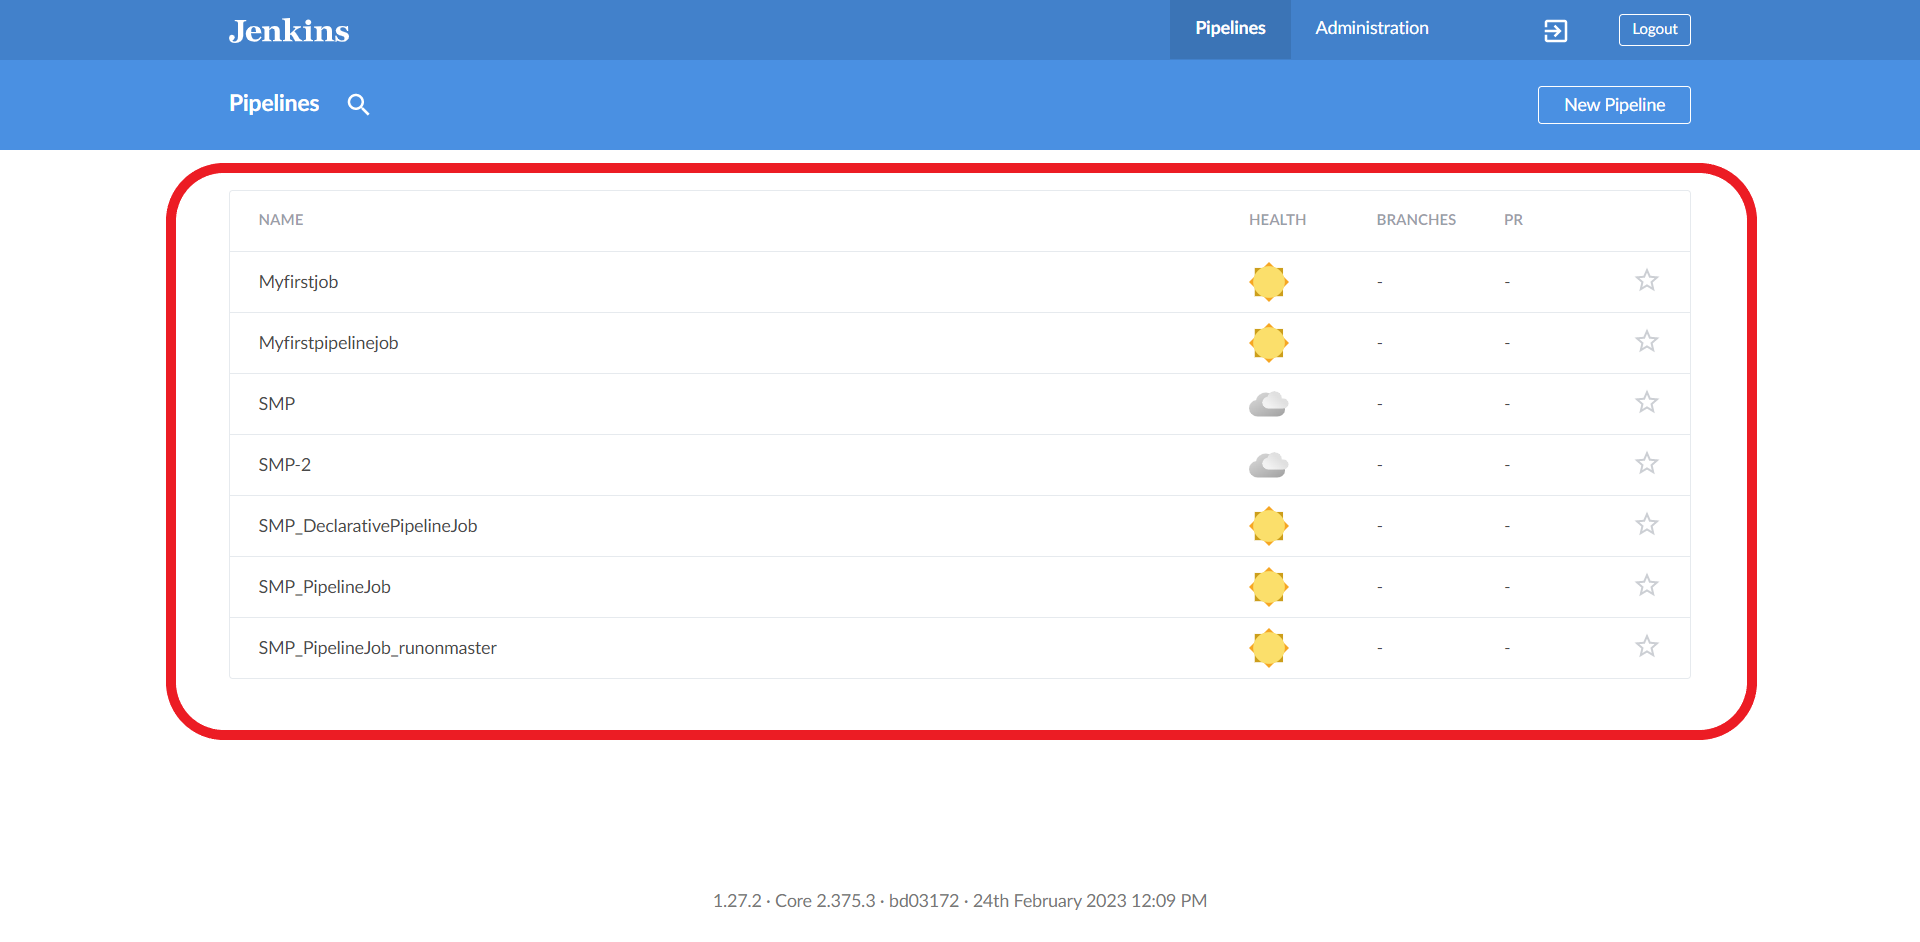 Jenkins Pipelines Administration Logout
Pipelines New Pipeline
NAME HEALTH BRANCHES PR
Myfirstjob - -
Myfirstpipelinejob - -
SMP - -
SMP-2 - -
SMP_DeclarativePipelineJob - -
SMP_PipelineJob - -
SMP_PipelineJob_runonmaster - -
1.27.2 · Core 2.375.3 · bd03172 · 24th February 2023 12:09 PM